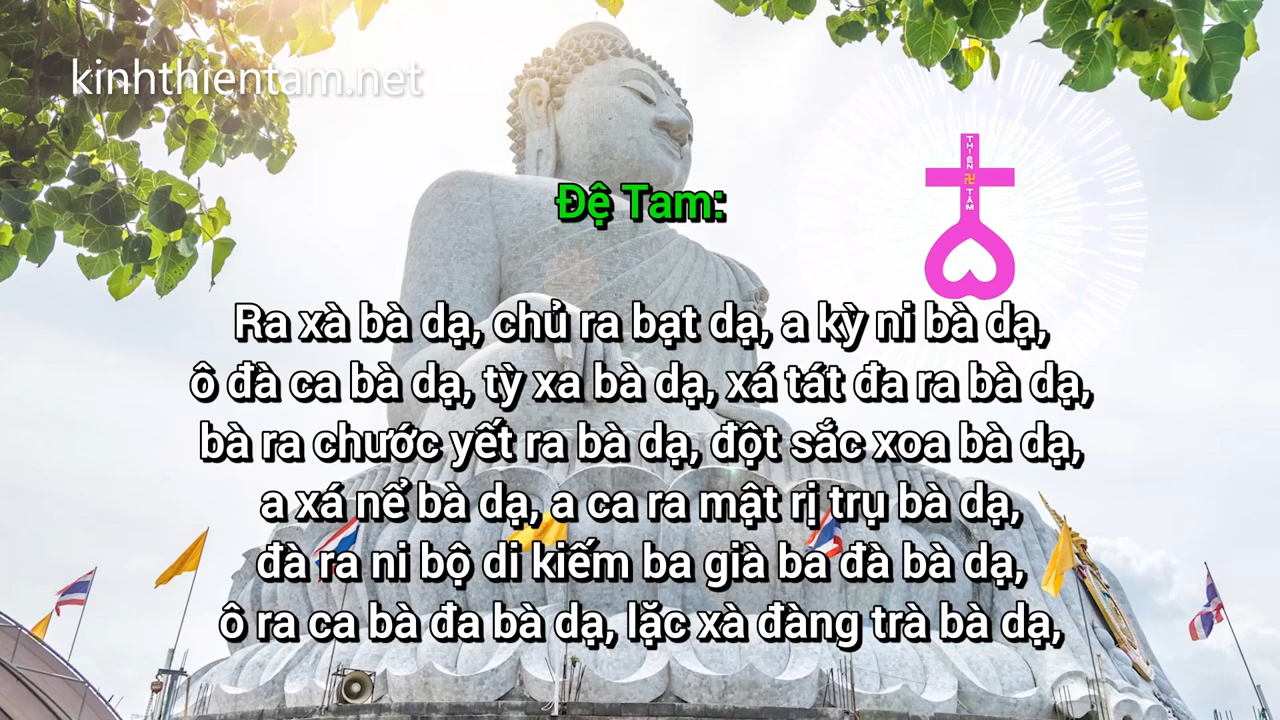 kinhthientam.net
THIÊN
卍
TÂM
Đệ Tam:
Ra xà bà dạ, chủ ra bạt dạ, a kỳ ni bà dạ,
ô đà ca bà dạ, tỳ xa bà dạ, xá tát đa ra bà dạ,
bà ra chước yết ra bà dạ, đột sắc xoa bà dạ,
a xá nể bà dạ, a ca ra mật rị trụ bà dạ,
đà ra ni bộ di kiếm ba già ba đà bà dạ,
ô ra ca bà đa bà dạ, lặc xà đàng trà bà dạ,